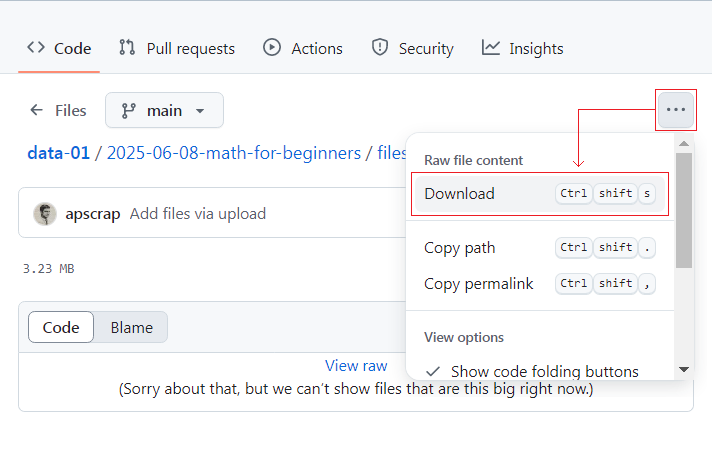 Code Pull requests Actions Security Insights
Files main
data-01 / 2025-06-08-math-for-beginners / files
Raw file content
Download Ctrl shift s
apscrap Add files via upload
Copy path Ctrl shift .
3.23 MB
Copy permalink Ctrl shift ,
Code Blame
View options
View raw
Show code folding buttons
(Sorry about that, but we can't show files that are this big right now.)